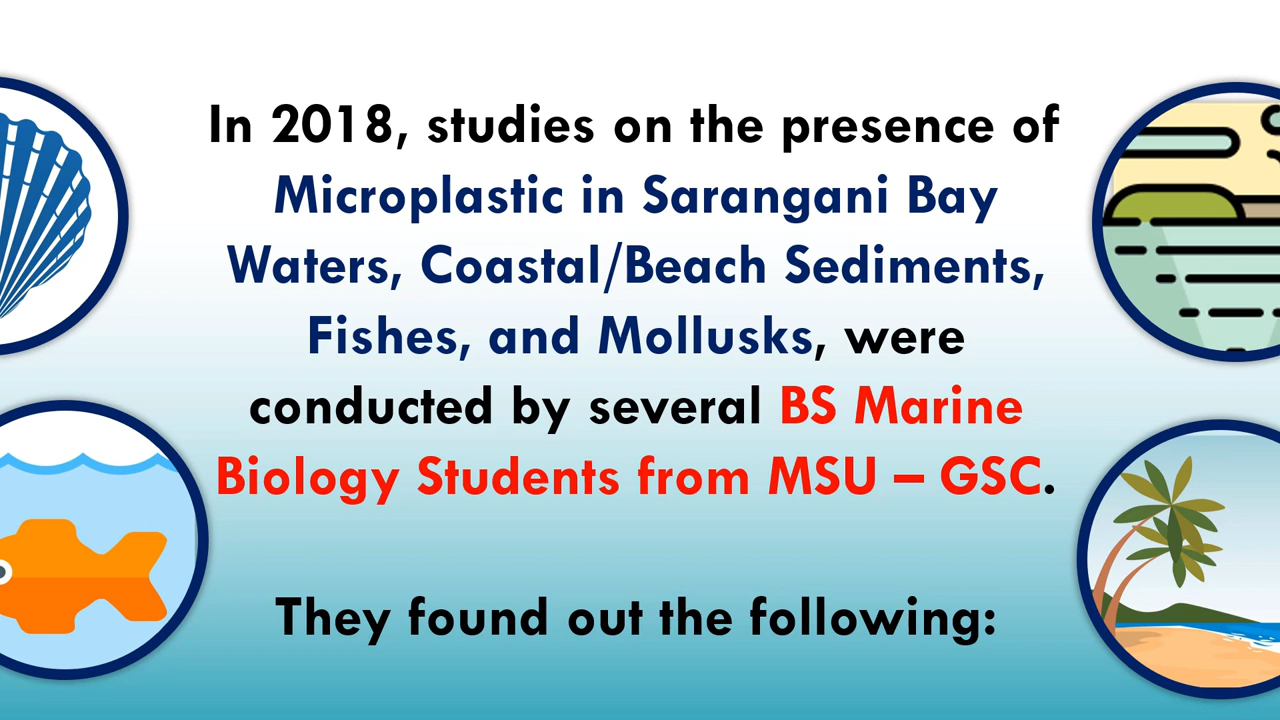 In 2018, studies on the presence of
Microplastic in Sarangani Bay
Waters, Coastal/Beach Sediments,
Fishes, and Mollusks, were
conducted by several BS Marine
Biology Students from MSU – GSC.
They found out the following: